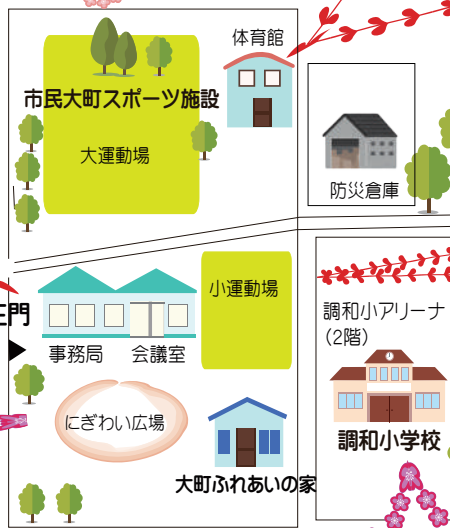 体育館
市民大町スポーツ施設
大運動場
防災倉庫
小運動場
調和小アリーナ
(2階)
門
事務局
会議室
にぎわい広場
調和小学校
大町ふれあいの家